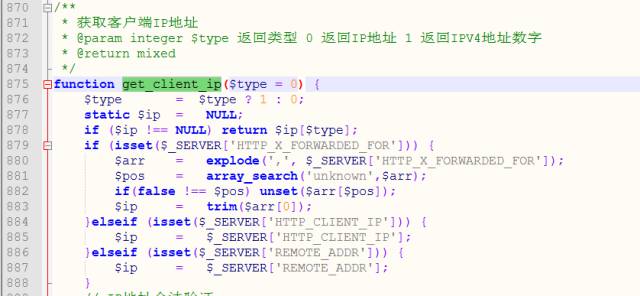 870 /**
871 * 获取客户端IP地址
872 * @param integer $type 返回类型 0 返回IP地址 1 返回IPV4地址数字
873 * @return mixed
874 */
875 function get_client_ip($type = 0) {
876 $type = $type ? 1 : 0;
877 static $ip = NULL;
878 if ($ip !== NULL) return $ip[$type];
879 if (isset($_SERVER['HTTP_X_FORWARDED_FOR'])) {
880 $arr = explode(',', $_SERVER['HTTP_X_FORWARDED_FOR']);
881 $pos = array_search('unknown',$arr);
882 if(false !== $pos) unset($arr[$pos]);
883 $ip = trim($arr[0]);
884 }elseif (isset($_SERVER['HTTP_CLIENT_IP'])) {
885 $ip = $_SERVER['HTTP_CLIENT_IP'];
886 }elseif (isset($_SERVER['REMOTE_ADDR'])) {
887 $ip = $_SERVER['REMOTE_ADDR'];
888 }